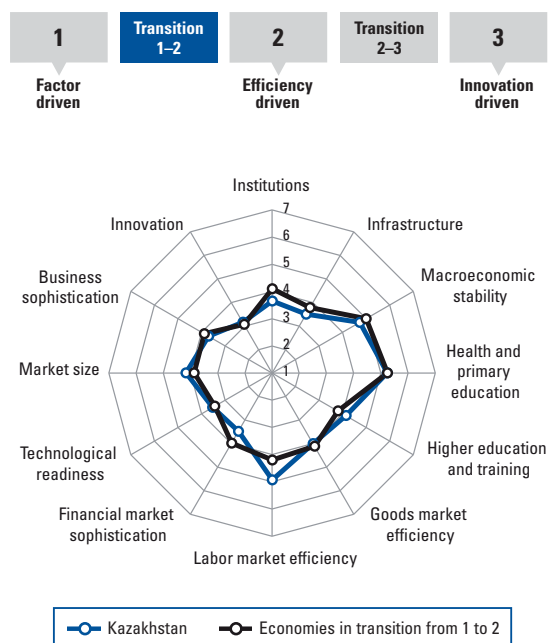 1
Transition
1–2
2
Transition
2–3
3
Factor
driven
Efficiency
driven
Innovation
driven
Institutions
7
Innovation
6
Infrastructure
5
Business
sophistication
4
Macroeconomic
stability
3
2
Market size
1
Health and
primary
education
Technological
readiness
Higher education
and training
Financial market
sophistication
Goods market
efficiency
Labor market efficiency
Kazakhstan
Economies in transition from 1 to 2